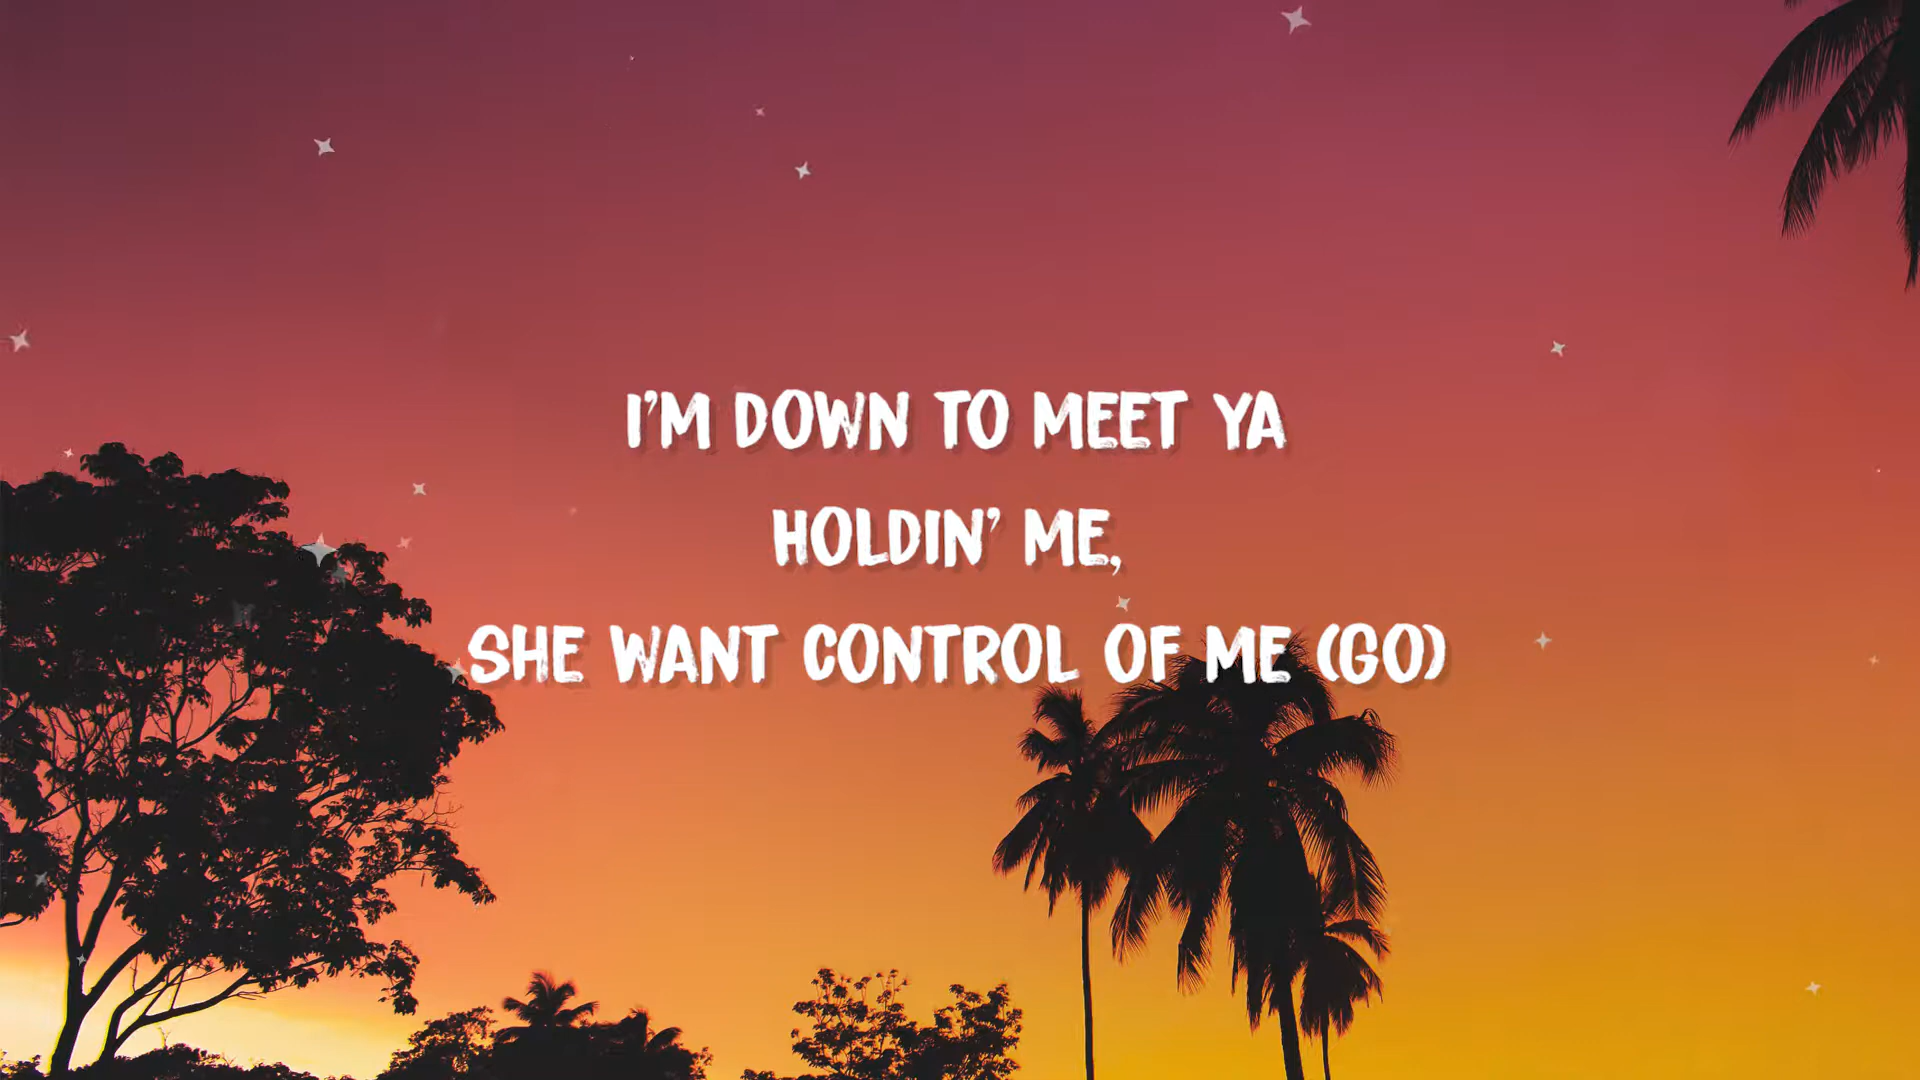 I'M DOWN TO MEET YA
HOLDIN' ME,
SHE WANT CONTROL OF ME (GO)